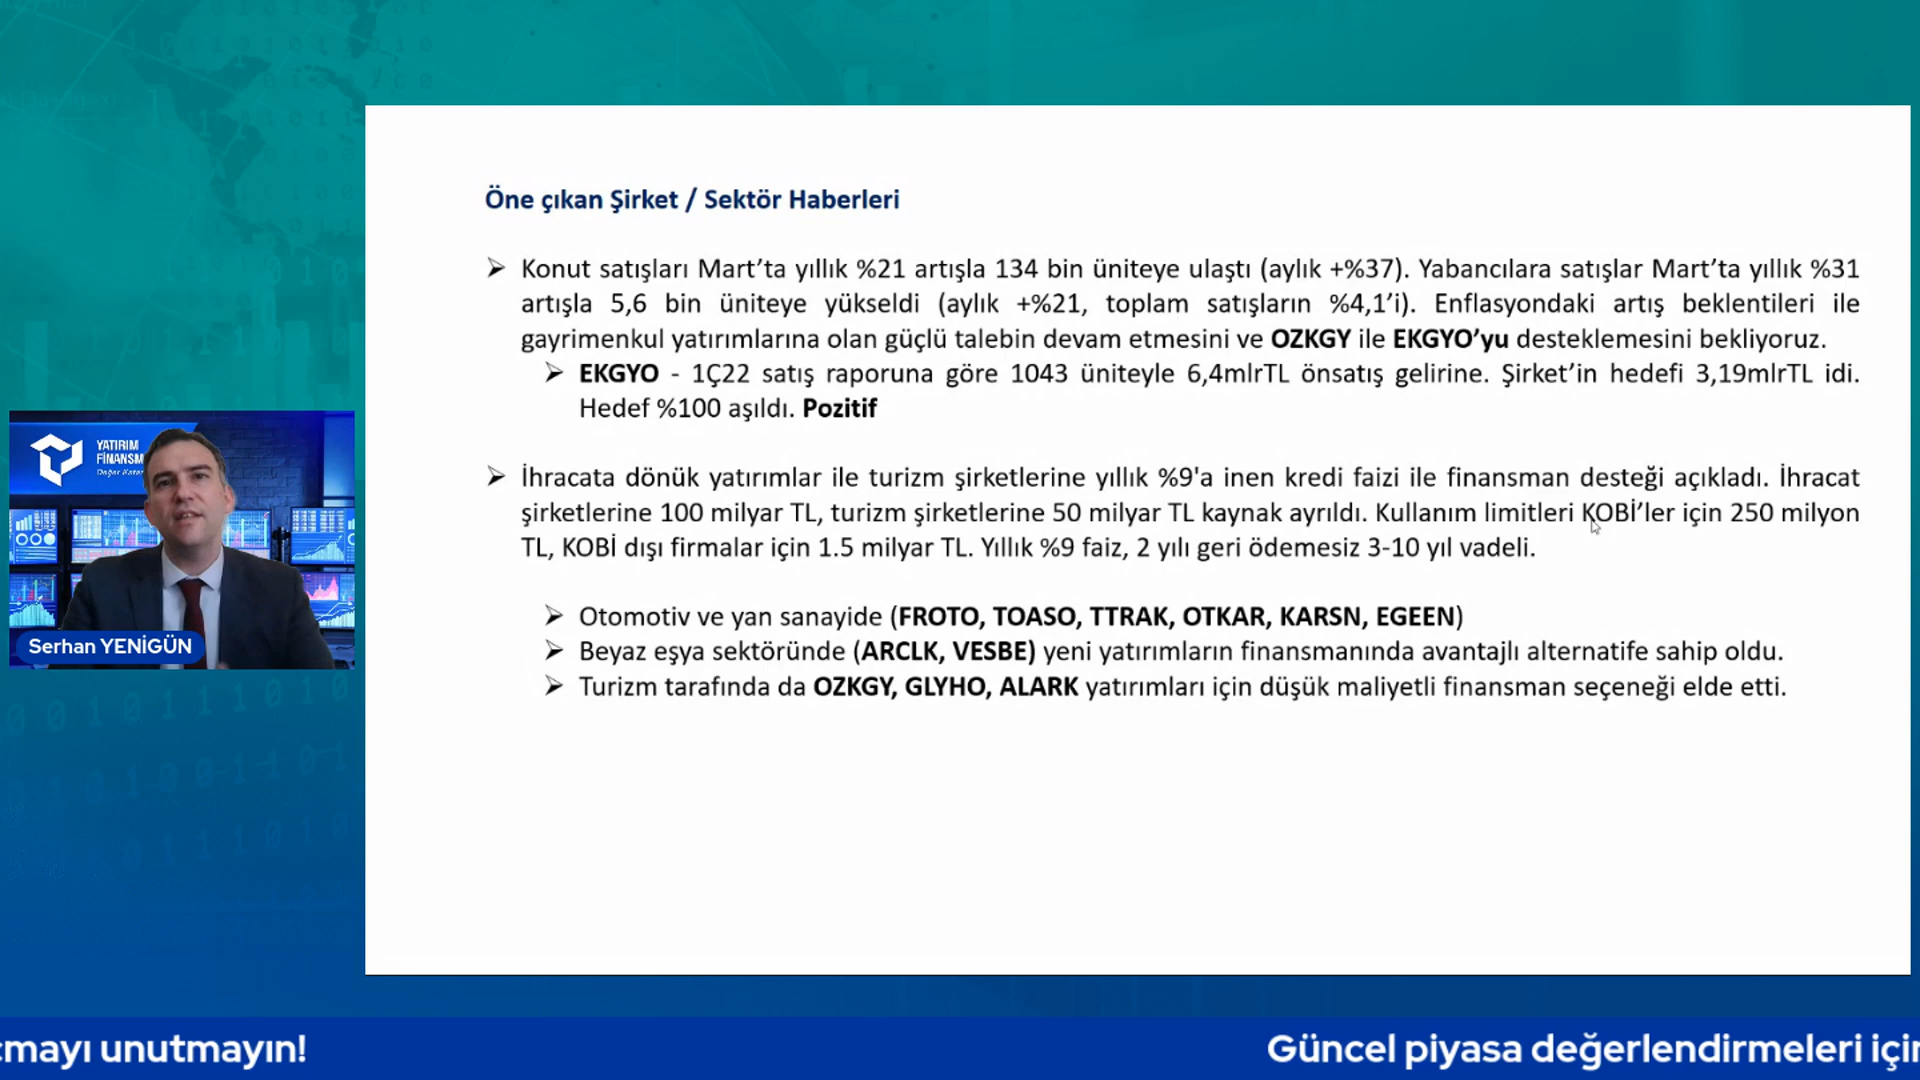 Öne çıkan Şirket / Sektör Haberleri
➢ Konut satışları Mart’ta yıllık %21 artışla 134 bin üniteye ulaştı (aylık +%37). Yabancılara satışlar Mart’ta yıllık %31
artışla 5,6 bin üniteye yükseldi (aylık +%21, toplam satışların %4,1’i). Enflasyondaki artış beklentileri ile
gayrimenkul yatırımlarına olan güçlü talebin devam etmesini ve OZKGY ile EKGYO’yu desteklemesini bekliyoruz.
➢ EKGYO - 1Ç22 satış raporuna göre 1043 üniteyle 6,4mlrTL önsatış gelirine. Şirket’in hedefi 3,19mlrTL idi.
Hedef %100 aşıldı. Pozitif
➢ İhracata dönük yatırımlar ile turizm şirketlerine yıllık %9'a inen kredi faizi ile finansman desteği açıkladı. İhracat
şirketlerine 100 milyar TL, turizm şirketlerine 50 milyar TL kaynak ayrıldı. Kullanım limitleri KOBİ’ler için 250 milyon
TL, KOBİ dışı firmalar için 1.5 milyar TL. Yıllık %9 faiz, 2 yılı geri ödemesiz 3-10 yıl vadeli.
➢ Otomotiv ve yan sanayide (FROTO, TOASO, TTRAK, OTKAR, KARSN, EGEEN)
➢ Beyaz eşya sektöründe (ARCLK, VESBE) yeni yatırımların finansmanında avantajlı alternatife sahip oldu.
➢ Turizm tarafında da OZKGY, GLYHO, ALARK yatırımları için düşük maliyetli finansman seçeneği elde etti.
YATIRIM
FİNANSM
Serhan YENİGÜN
çmayı unutmayın!
Güncel piyasa değerlendirmeleri için